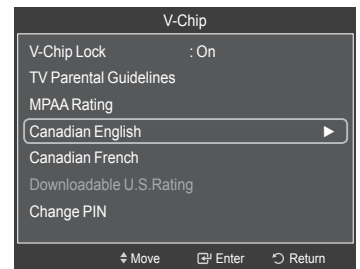 V-Chip
V-Chip Lock : On
TV Parental Guidelines
MPAA Rating
Canadian English ►
Canadian French
Downloadable U.S.Rating
Change PIN
Move Enter Return